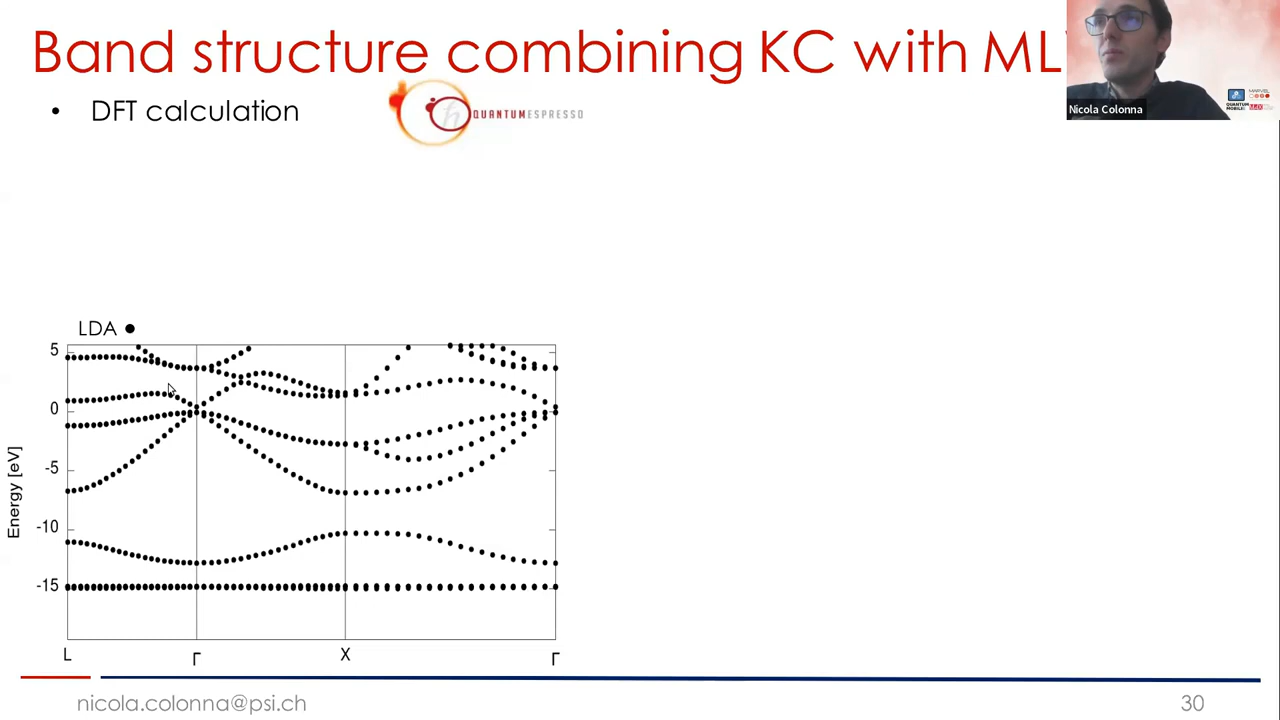 Band structure combining KC with ML
• DFT calculation
QUANTUMESPRESSO
Nicola Colonna
LDA ●
5
0
-5
-10
-15
Energy [eV]
L Γ X Γ
nicola.colonna@psi.ch
30